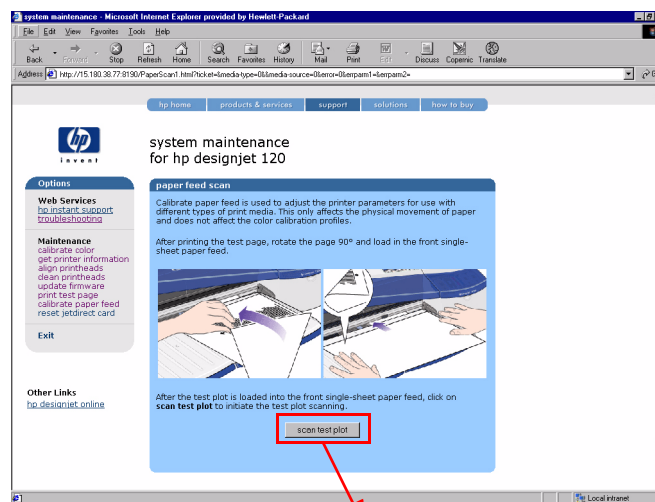 system maintenance - Microsoft Internet Explorer provided by Hewlett-Packard
File Edit View Favorites Tools Help
Back Forward Stop Refresh Home Search Favorites History Mail Print Edit Discuss Copernic Translate
Address http://15.180.38.77:8190/PaperScan1.html?ticket=&media-type=0&media-source=0&error=0&errparm1=&errparm2=
hp home products & services support solutions how to buy
hp
invent
system maintenance
for hp designjet 120
Options
Web Services
hp instant support
troubleshooting
Maintenance
calibrate color
get printer information
align printheads
clean printheads
update firmware
print test page
calibrate paper feed
reset jetdirect card
Exit
Other Links
hp designjet online
paper feed scan
Calibrate paper feed is used to adjust the printer parameters for use with
different types of print media. This only affects the physical movement of paper
and does not affect the color calibration profiles.
After printing the test page, rotate the page 90° and load in the front single-
sheet paper feed.
After the test plot is loaded into the front single-sheet paper feed, click on
scan test plot to initiate the test plot scanning.
scan test plot
Local intranet